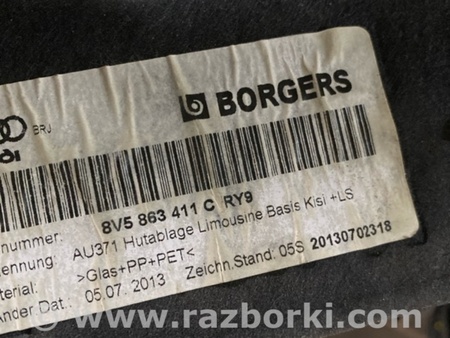 BORGERS
BRJ
8V5 863 411 C RY9
nummer:
AU371 Hutablage Limousine Basis Kisi +LS
ennung:
>Glas+PP+PET< Zeichn.Stand: 05S 20130702318
aterial:
Änder Dat.: 05.07. 2013
www.razborki.com